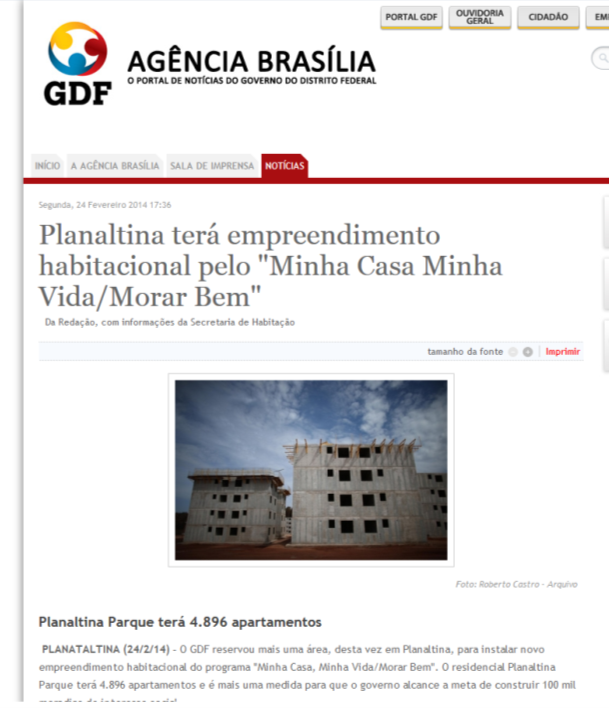 PORTAL GDF
OUVIDORIA
GERAL
CIDADÃO
GDF
AGÊNCIA BRASÍLIA
O PORTAL DE NOTÍCIAS DO GOVERNO DO DISTRITO FEDERAL
INÍCIO A AGÊNCIA BRASÍLIA SALA DE IMPRENSA NOTÍCIAS
Segunda, 24 Fevereiro 2014 17:36
Planaltina terá empreendimento
habitacional pelo "Minha Casa Minha
Vida/Morar Bem"
Da Redação, com informações da Secretaria de Habitação
tamanho da fonte Imprimir
Foto: Roberto Castro - Arquivo
Planaltina Parque terá 4.896 apartamentos
PLANATALTINA (24/2/14) - O GDF reservou mais uma área, desta vez em Planaltina, para instalar novo
empreendimento habitacional do programa "Minha Casa, Minha Vida/Morar Bem". O residencial Planaltina
Parque terá 4.896 apartamentos e é mais uma medida para que o governo alcance a meta de construir 100 mil